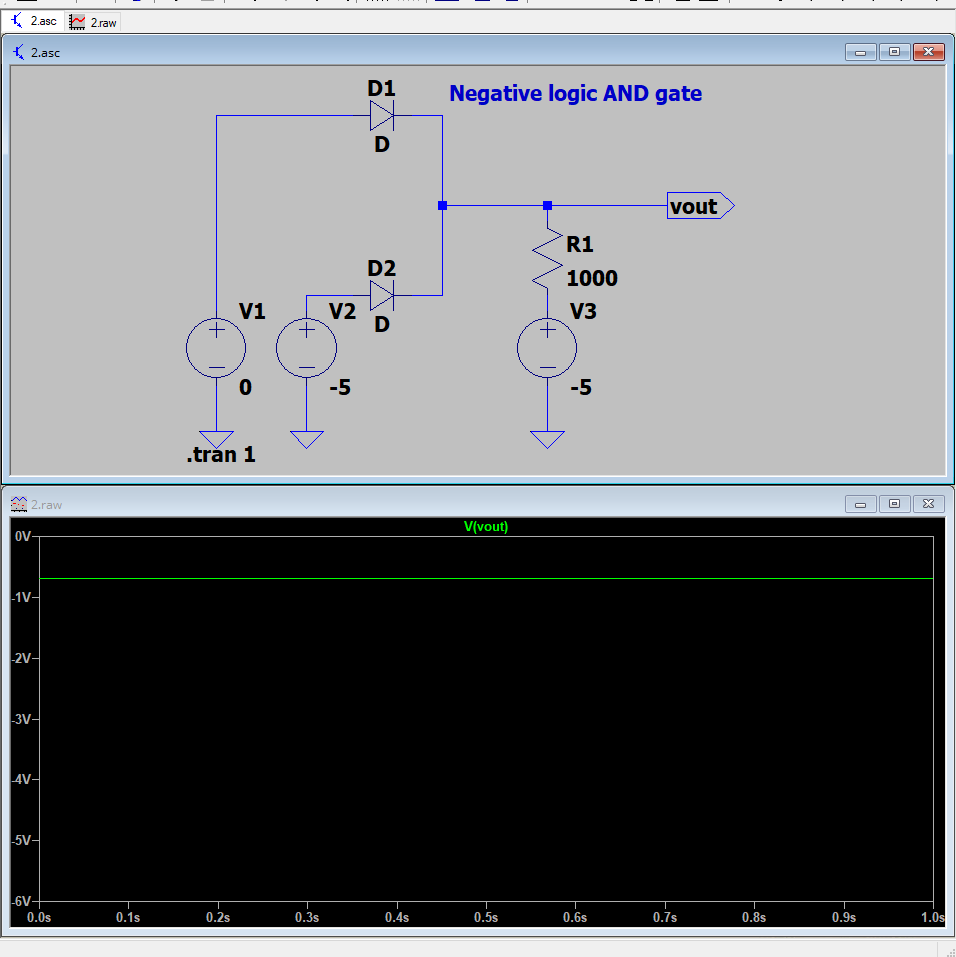 2.asc 2.raw
2.asc
D1
Negative logic AND gate
D
vout
R1
D2
1000
V1 V2 V3
D
0 -5 -5
.tran 1
2.raw
V(vout)
0V
-1V
-2V
-3V
-4V
-5V
-6V
0.0s 0.1s 0.2s 0.3s 0.4s 0.5s 0.6s 0.7s 0.8s 0.9s 1.0s